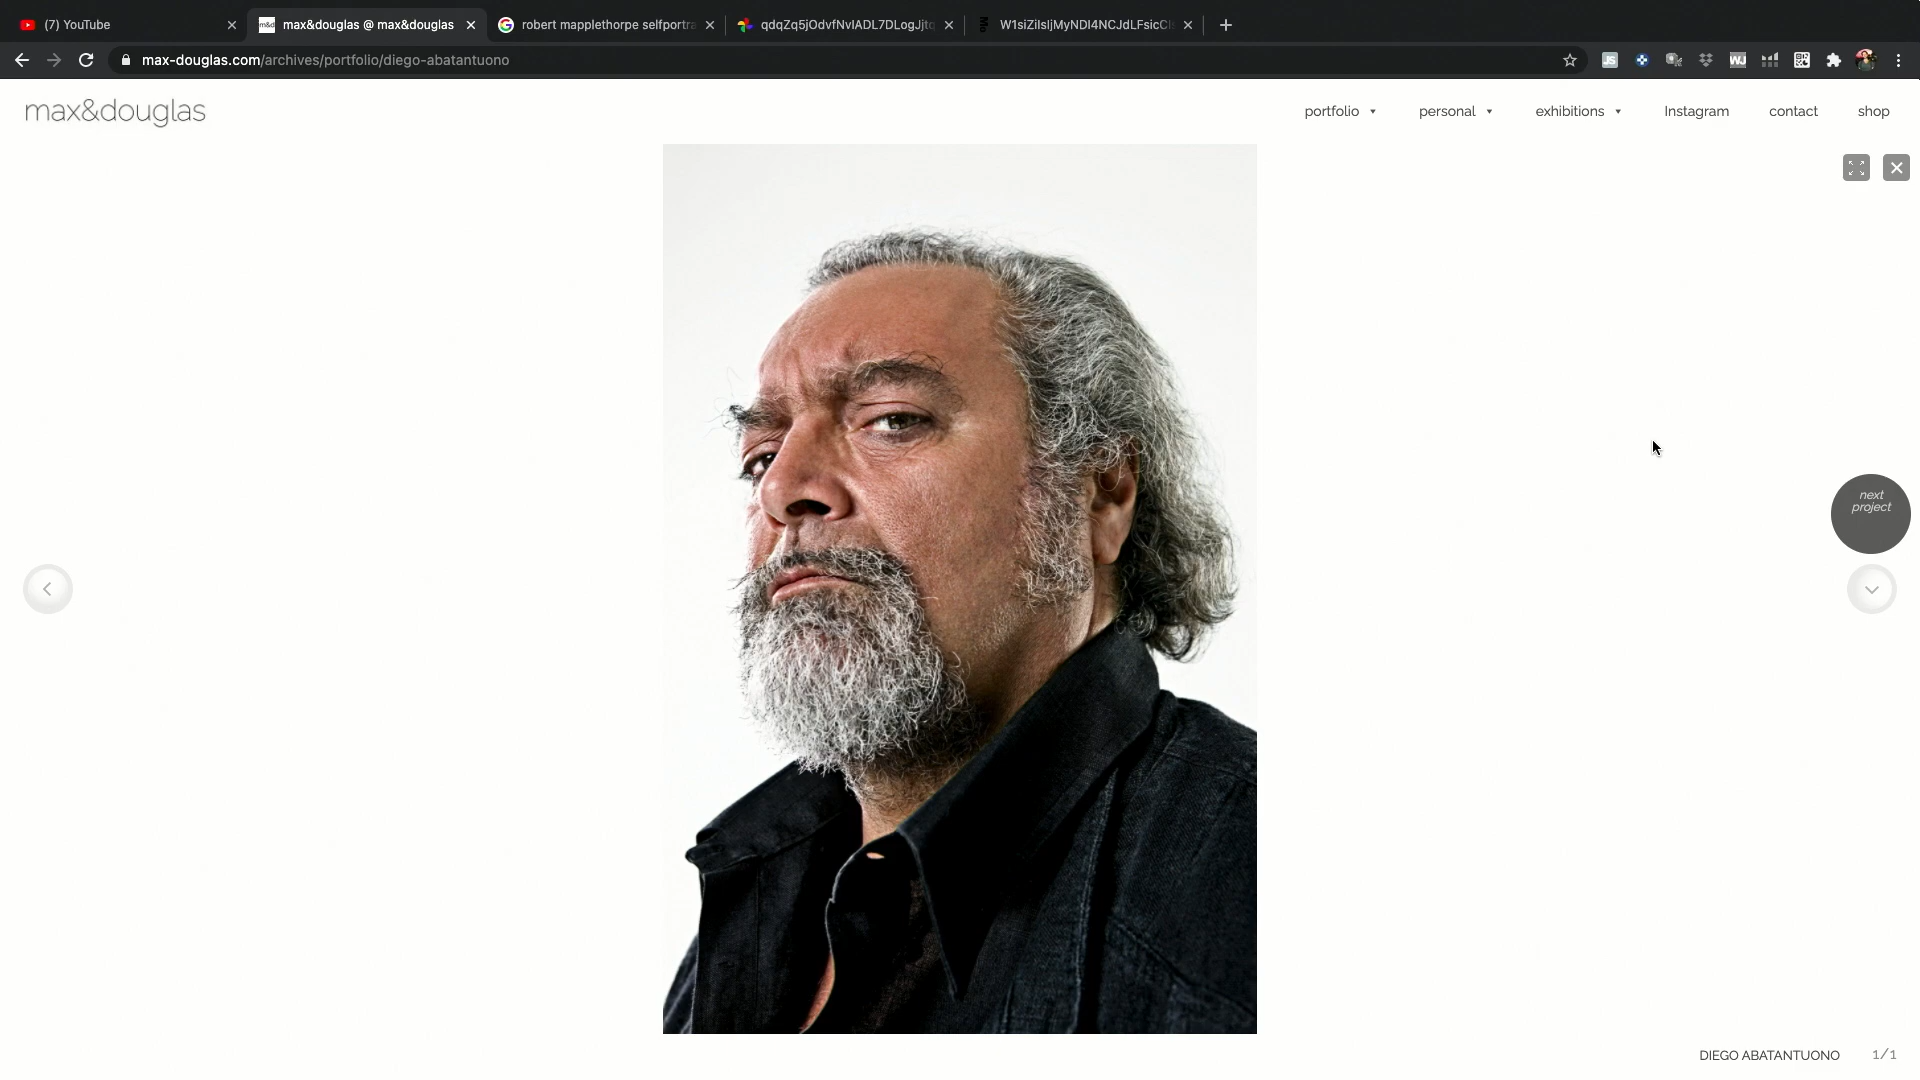 (7) YouTube
max&douglas @ max&douglas
robert mapplethorpe selfportra
qdqZq5jOdvfNvIADL7DLogJjtq
max-douglas.com/archives/portfolio/diego-abatantuono
max&douglas
portfolio
personal
exhibitions
Instagram
contact
shop
next
project
DIEGO ABATANTUONO
1/1